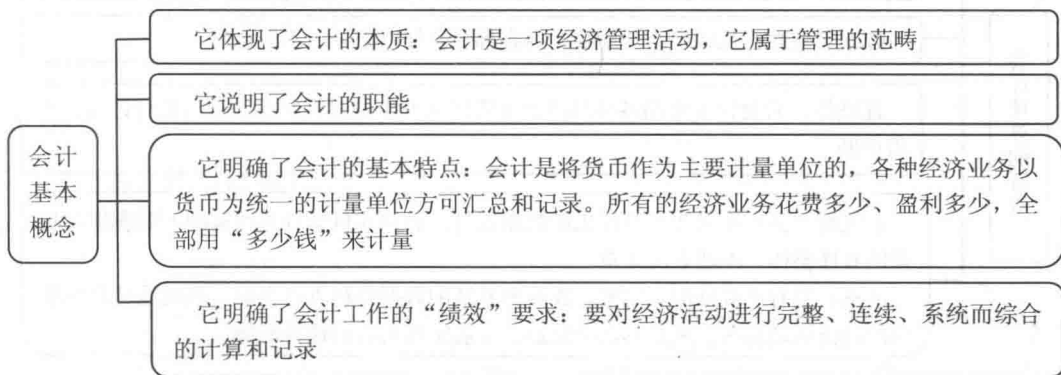 它体现了会计的本质：会计是一项经济管理活动，它属于管理的范畴
它说明了会计的职能
会计
基本
概念
它明确了会计的基本特点：会计是将货币作为主要计量单位的，各种经济业务以
货币为统一的计量单位方可汇总和记录。所有的经济业务花费多少、盈利多少，全
部用“多少钱”来计量
它明确了会计工作的“绩效”要求：要对经济活动进行完整、连续、系统而综合
的计算和记录